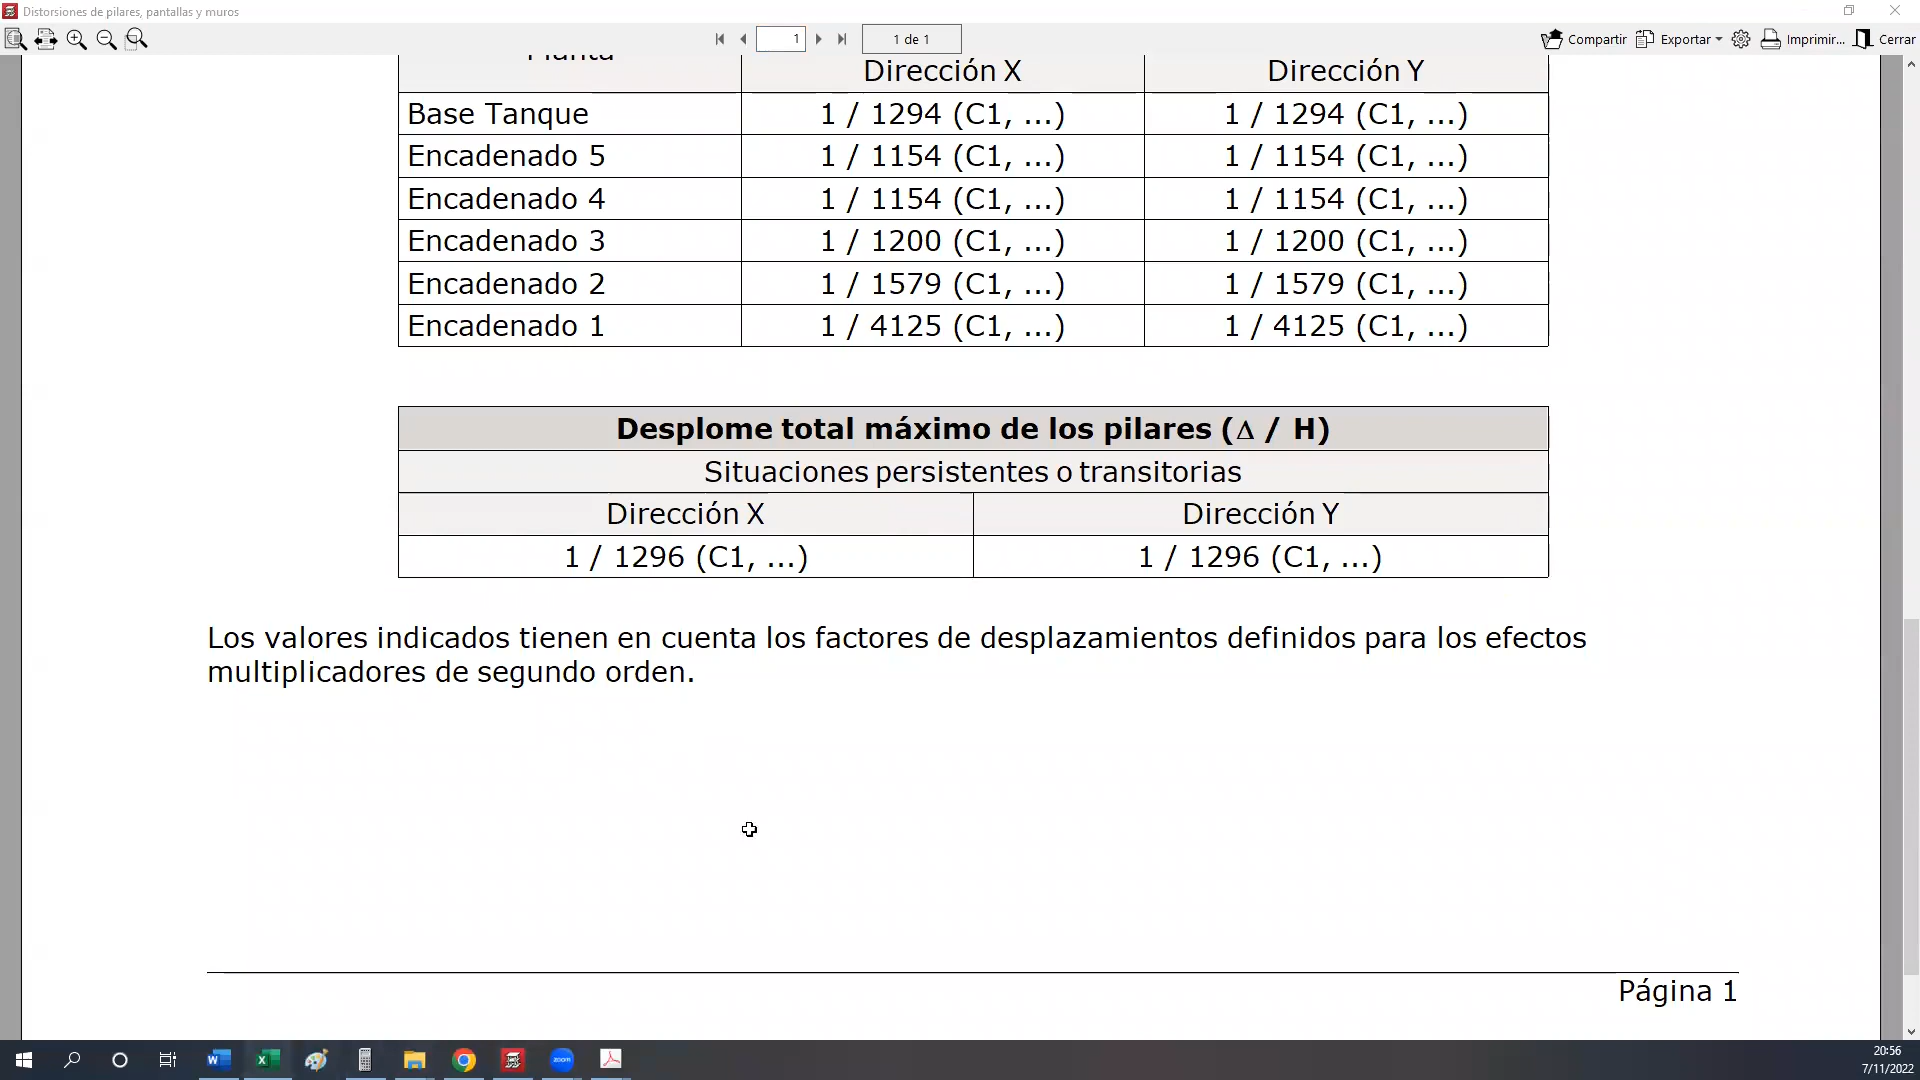 Distorsiones de pilares, pantallas y muros
1
1 de 1
Compartir
Exportar
Imprimir...
Cerrar
Planta
Dirección X
Dirección Y
Base Tanque
1 / 1294 (C1, ...)
1 / 1294 (C1, ...)
Encadenado 5
1 / 1154 (C1, ...)
1 / 1154 (C1, ...)
Encadenado 4
1 / 1154 (C1, ...)
1 / 1154 (C1, ...)
Encadenado 3
1 / 1200 (C1, ...)
1 / 1200 (C1, ...)
Encadenado 2
1 / 1579 (C1, ...)
1 / 1579 (C1, ...)
Encadenado 1
1 / 4125 (C1, ...)
1 / 4125 (C1, ...)
Desplome total máximo de los pilares (Δ / H)
Situaciones persistentes o transitorias
Dirección X
Dirección Y
1 / 1296 (C1, ...)
1 / 1296 (C1, ...)
Los valores indicados tienen en cuenta los factores de desplazamientos definidos para los efectos
multiplicadores de segundo orden.
Página 1
zoom
20:56
7/11/2022